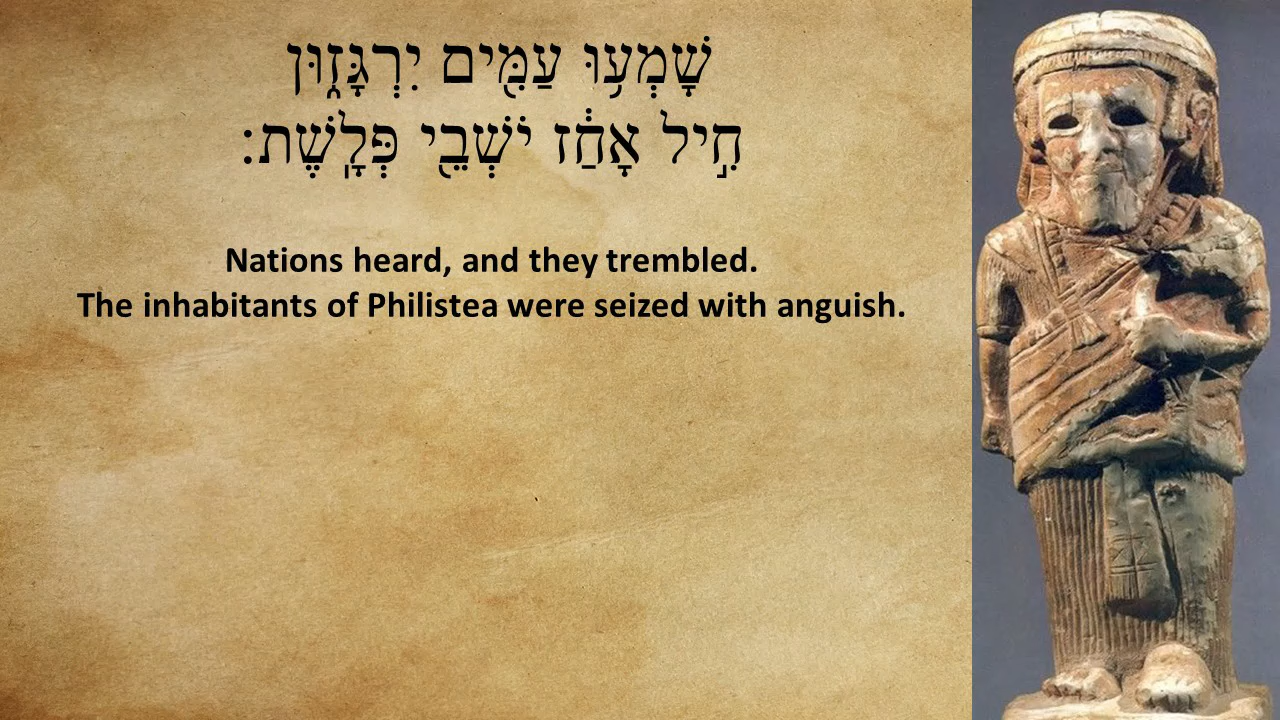 שָׁמְע֥וּ עַמִּ֖ים יִרְגָּז֑וּן
חִ֣יל אָחַ֔ז יֹשְׁבֵ֖י פְּלָֽשֶׁת׃
Nations heard, and they trembled.
The inhabitants of Philistea were seized with anguish.